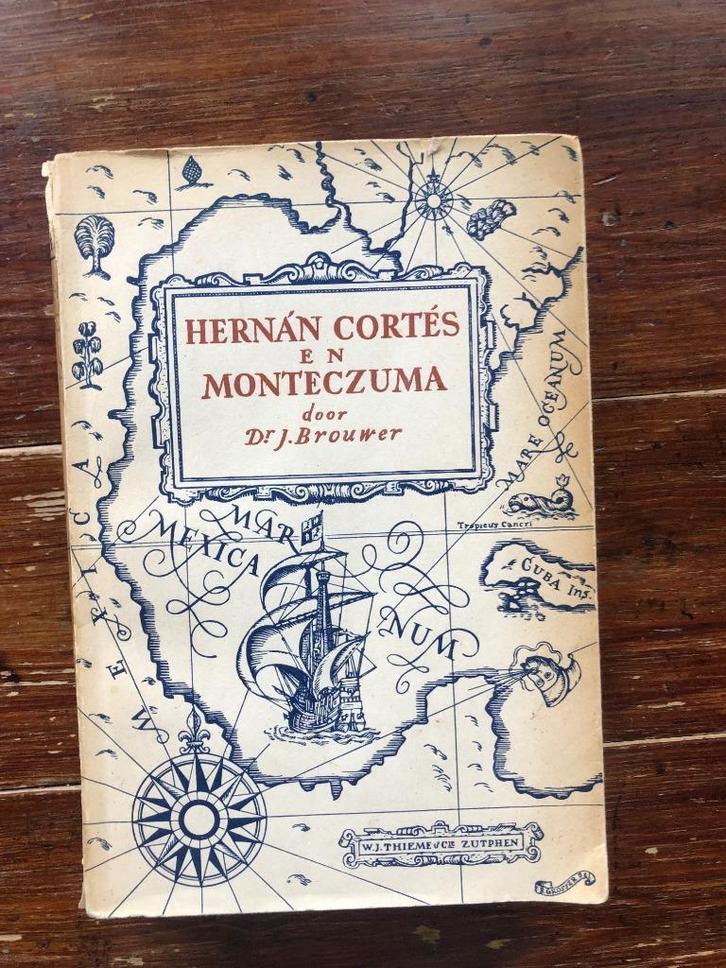 HERNÁN CORTÉS
EN
MONTECZUMA
door
Dr J. Brouwer
MARE OCEANUM
Tropicus Cancri
MAR
MEXICA
NUM
CUBA Ins.
MEXICA
W. J. THIEME & CIE ZUTPHEN